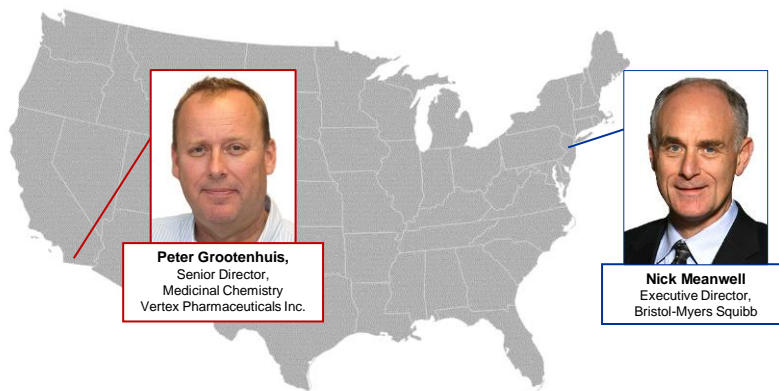 Peter Grootenhuis,
Senior Director,
Medicinal Chemistry
Vertex Pharmaceuticals Inc.
Nick Meanwell
Executive Director,
Bristol-Myers Squibb